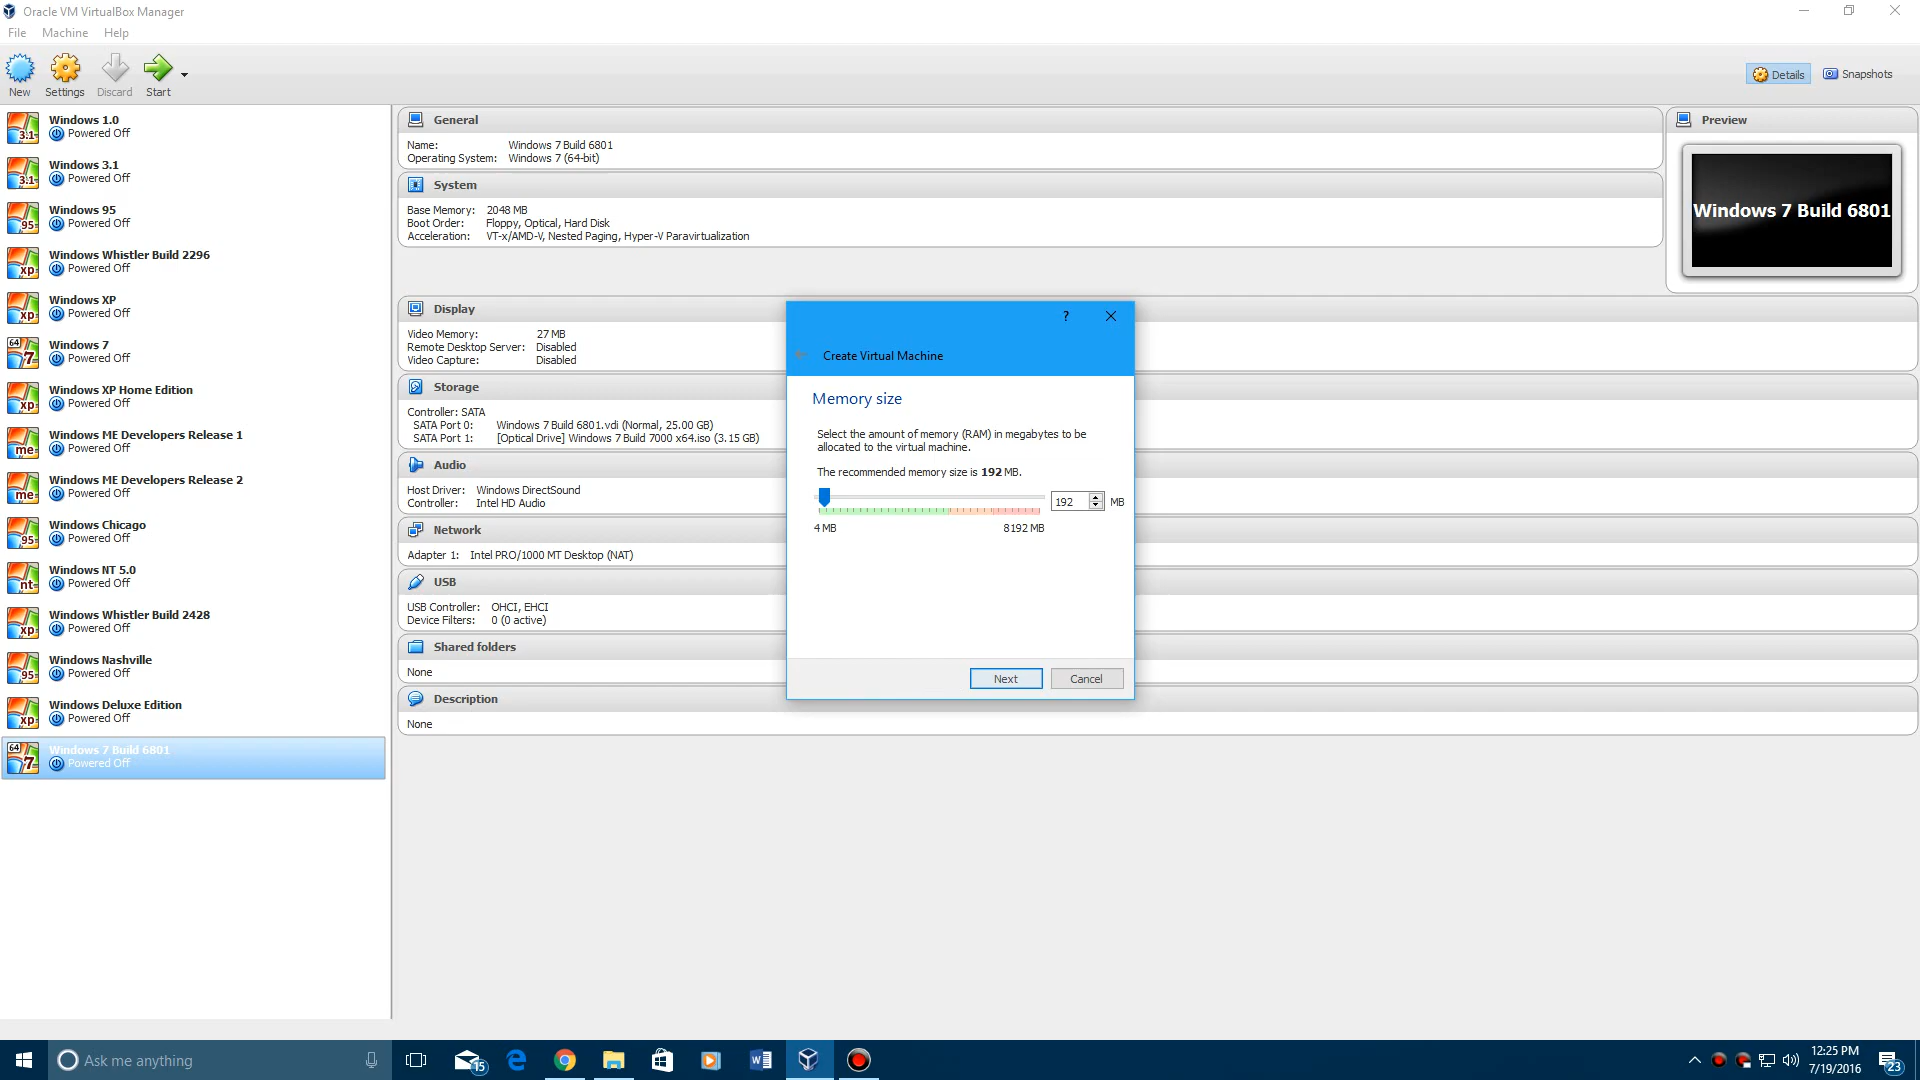 Oracle VM VirtualBox Manager
File Machine Help
New Settings Discard Start
Details Snapshots
Windows 1.0
Powered Off
Windows 3.1
Powered Off
Windows 95
Powered Off
Windows Whistler Build 2296
Powered Off
Windows XP
Powered Off
Windows 7
Powered Off
Windows XP Home Edition
Powered Off
Windows ME Developers Release 1
Powered Off
Windows ME Developers Release 2
Powered Off
Windows Chicago
Powered Off
Windows NT 5.0
Powered Off
Windows Whistler Build 2428
Powered Off
Windows Nashville
Powered Off
Windows Deluxe Edition
Powered Off
Windows 7 Build 6801
Powered Off
General
Name: Windows 7 Build 6801
Operating System: Windows 7 (64-bit)
System
Base Memory: 2048 MB
Boot Order: Floppy, Optical, Hard Disk
Acceleration: VT-x/AMD-V, Nested Paging, Hyper-V Paravirtualization
Preview
Windows 7 Build 6801
Display
Video Memory: 27 MB
Remote Desktop Server: Disabled
Video Capture: Disabled
Storage
Controller: SATA
SATA Port 0: Windows 7 Build 6801.vdi (Normal, 25.00 GB)
SATA Port 1: [Optical Drive] Windows 7 Build 7000 x64.iso (3.15 GB)
Audio
Host Driver: Windows DirectSound
Controller: Intel HD Audio
Network
Adapter 1: Intel PRO/1000 MT Desktop (NAT)
USB
USB Controller: OHCI, EHCI
Device Filters: 0 (0 active)
Shared folders
None
Description
None
?
Create Virtual Machine
Memory size
Select the amount of memory (RAM) in megabytes to be
allocated to the virtual machine.
The recommended memory size is 192 MB.
192 MB
4 MB 8192 MB
Next Cancel
Ask me anything
15
12:25 PM
7/19/2016
23